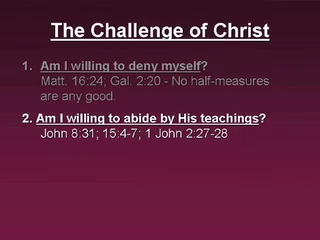 The Challenge of Christ
1. Am I willing to deny myself?
Matt. 16:24; Gal. 2:20 - No half-measures
are any good.
2. Am I willing to abide by His teachings?
John 8:31; 15:4-7; 1 John 2:27-28